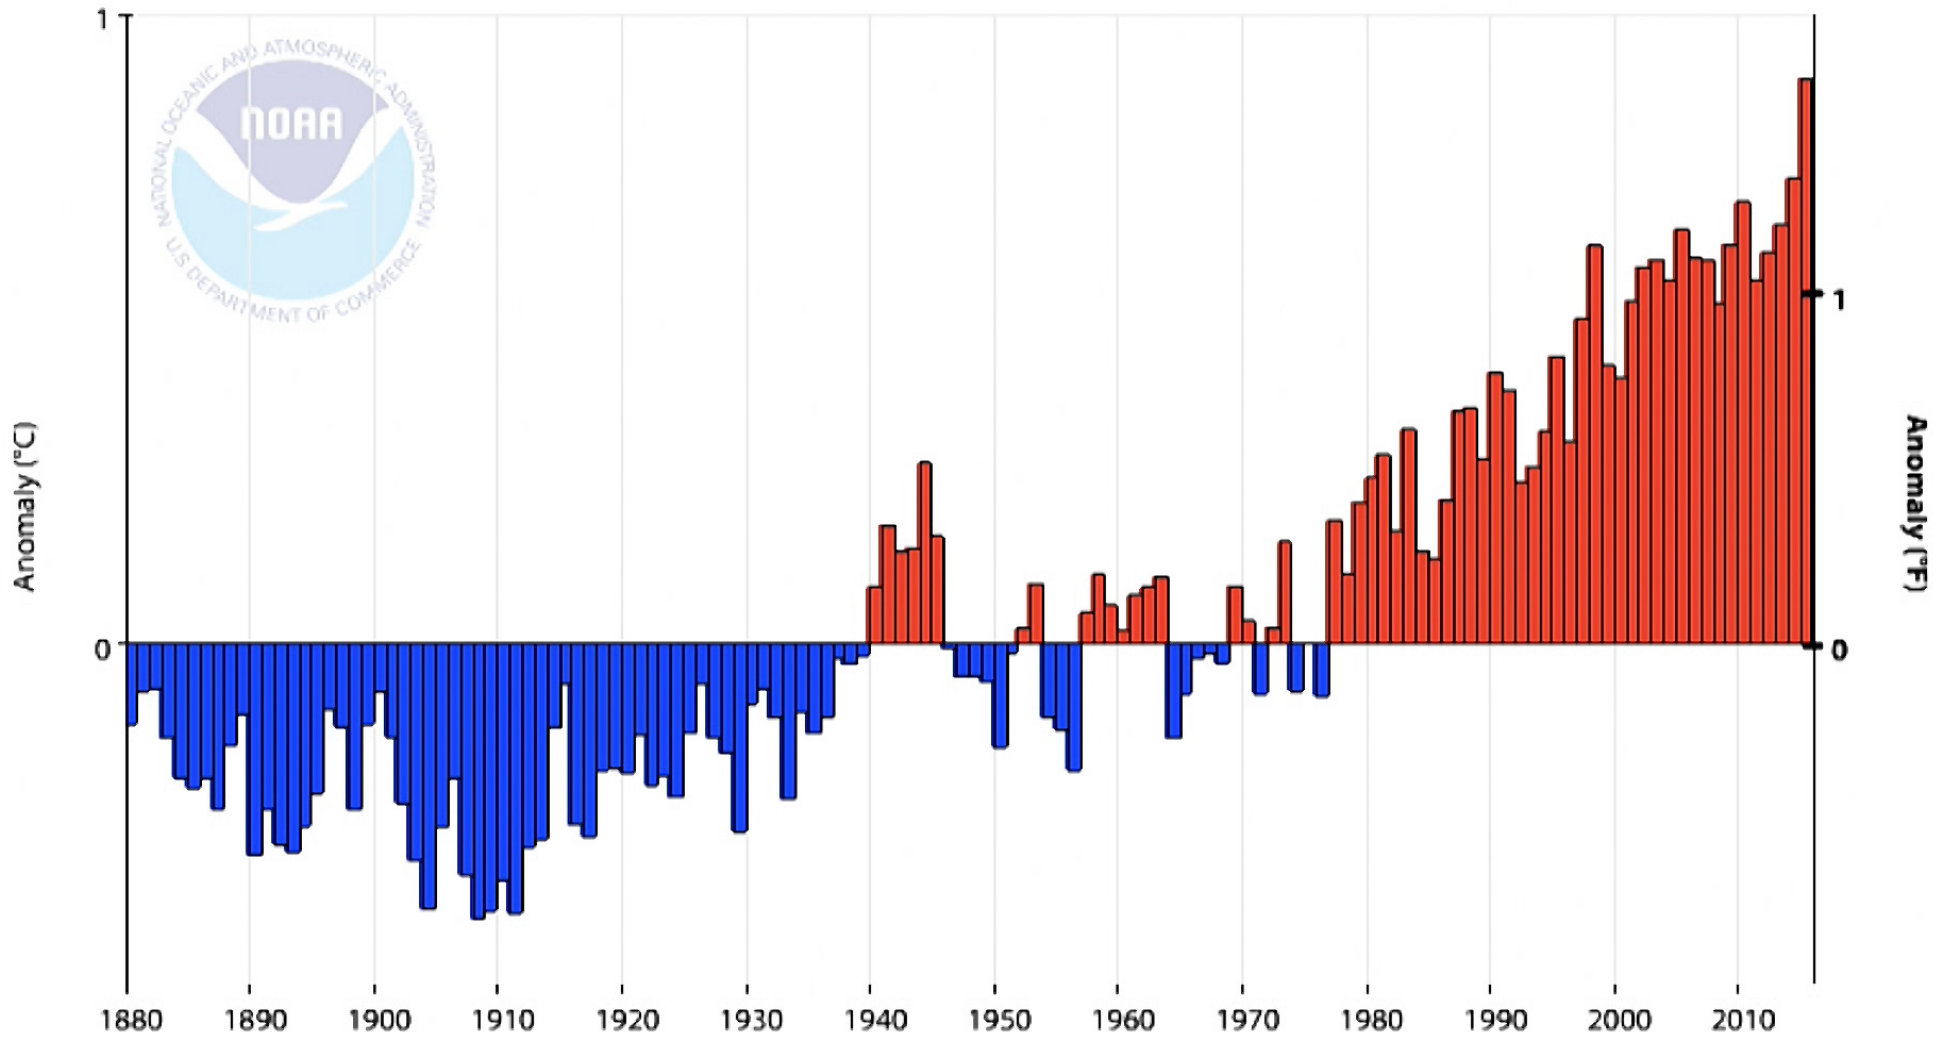 1
NATIONAL OCEANIC AND ATMOSPHERIC ADMINISTRATION
NOAA
U.S DEPARTMENT OF COMMERCE
1
Anomaly (°C)
Anomaly (°F)
0
0
1880 1890 1900 1910 1920 1930 1940 1950 1960 1970 1980 1990 2000 2010